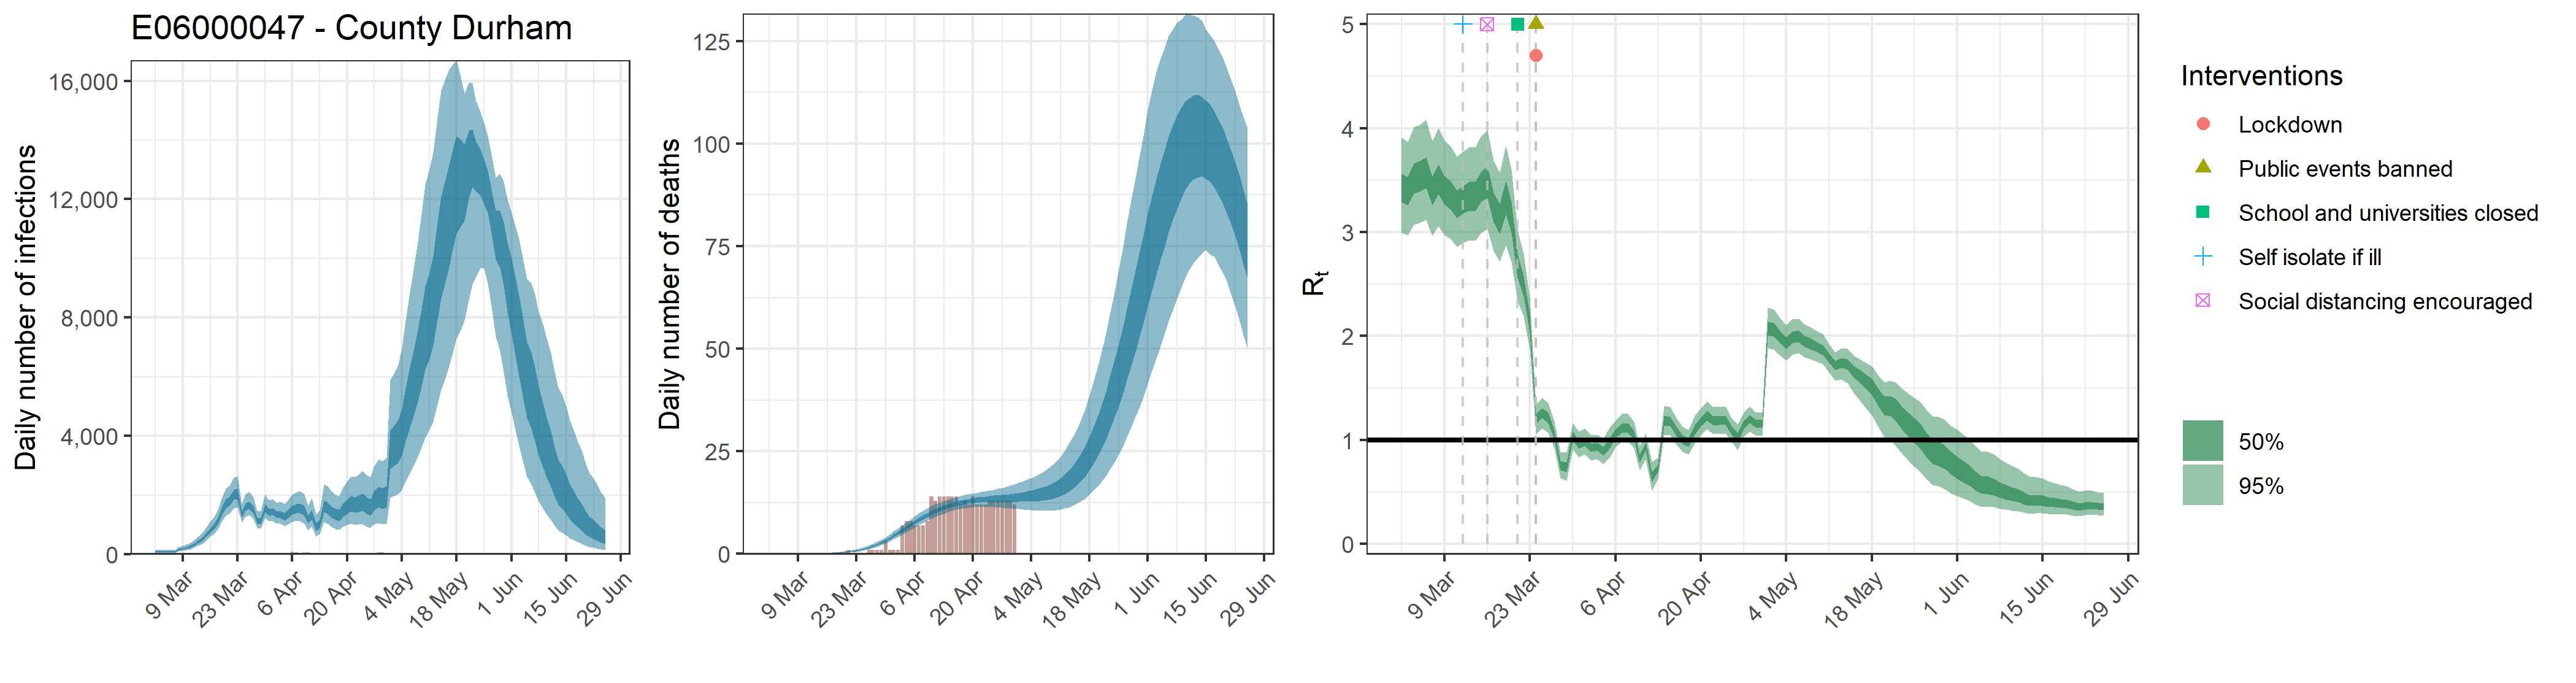 E06000047 - County Durham
Daily number of infections
16,000
12,000
8,000
4,000
0
9 Mar
23 Mar
6 Apr
20 Apr
4 May
18 May
1 Jun
15 Jun
29 Jun
Daily number of deaths
125
100
75
50
25
0
9 Mar
23 Mar
6 Apr
20 Apr
4 May
18 May
1 Jun
15 Jun
29 Jun
Rt
5
4
3
2
1
0
9 Mar
23 Mar
6 Apr
20 Apr
4 May
18 May
1 Jun
15 Jun
29 Jun
Interventions
Lockdown
Public events banned
School and universities closed
Self isolate if ill
Social distancing encouraged
50%
95%